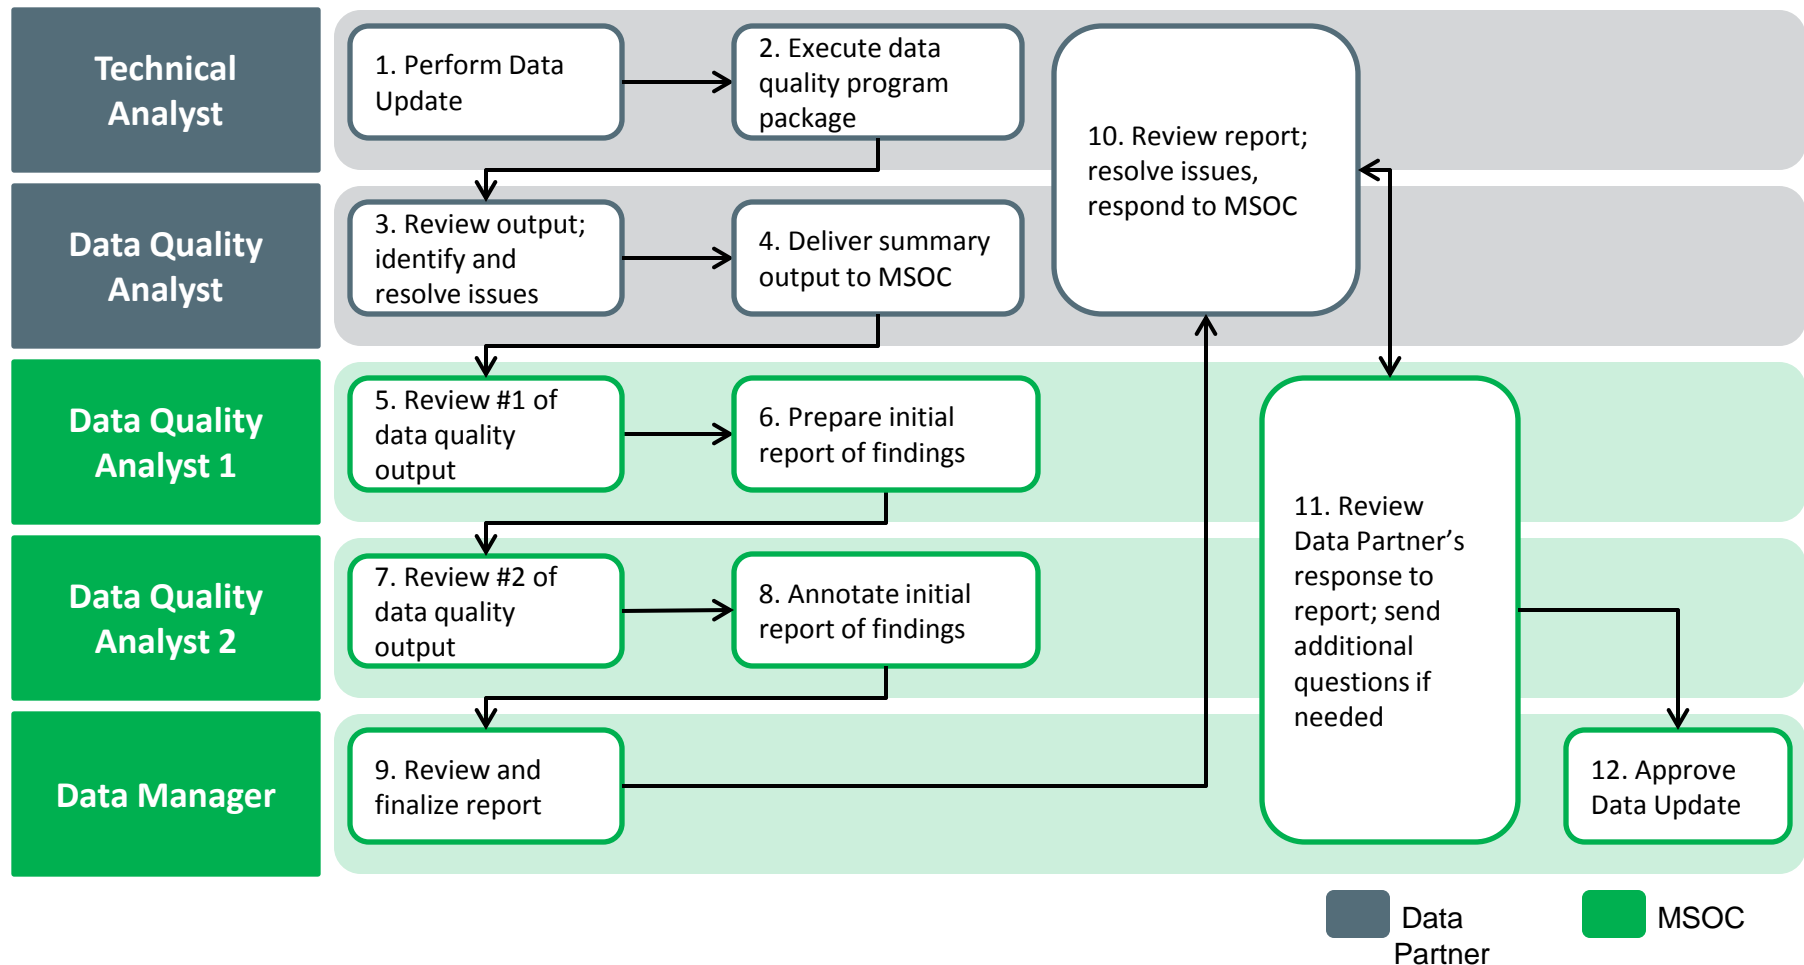 Technical
Analyst
1. Perform Data
Update
2. Execute data
quality program
package
10. Review report;
resolve issues,
respond to MSOC
Data Quality
Analyst
3. Review output;
identify and
resolve issues
4. Deliver summary
output to MSOC
Data Quality
Analyst 1
5. Review #1 of
data quality
output
6. Prepare initial
report of findings
11. Review
Data Partner’s
response to
report; send
additional
questions if
needed
Data Quality
Analyst 2
7. Review #2 of
data quality
output
8. Annotate initial
report of findings
Data Manager
9. Review and
finalize report
12. Approve
Data Update
Data
Partner
MSOC